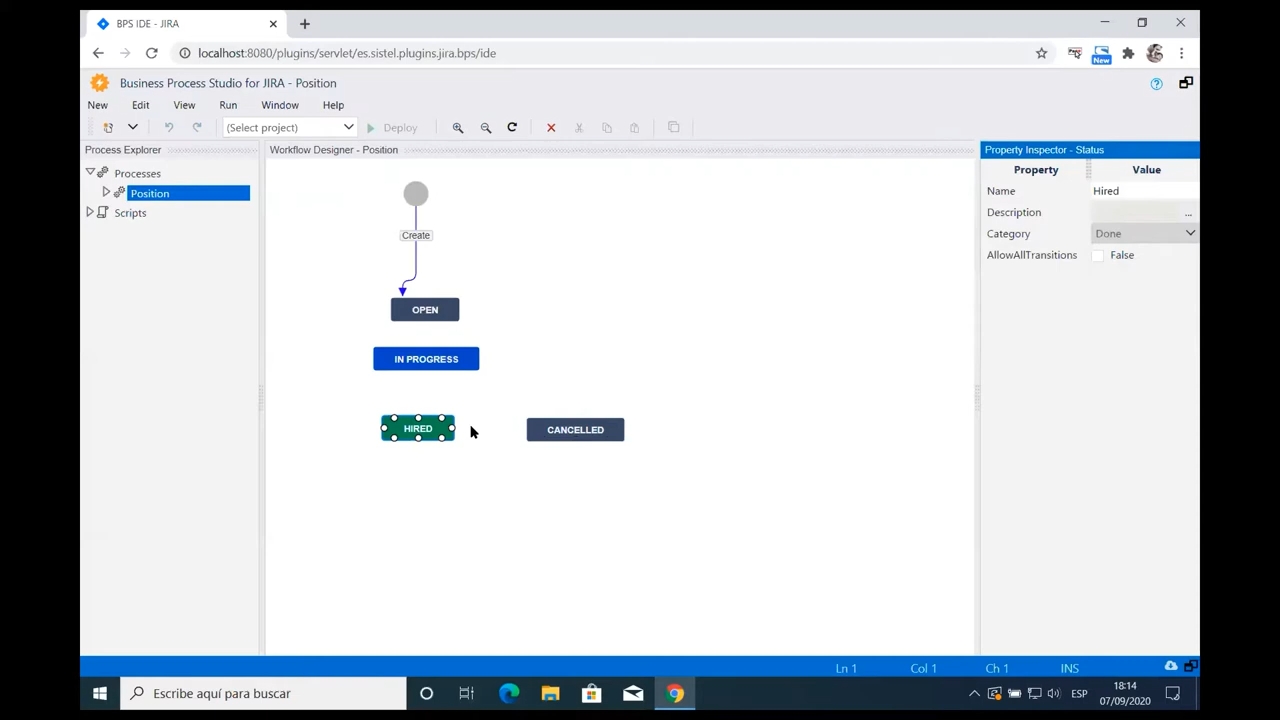 BPS IDE - JIRA
localhost:8080/plugins/servlet/es.sistel.plugins.jira.bps/ide
New
Business Process Studio for JIRA - Position
New Edit View Run Window Help
(Select project) Deploy
Process Explorer
Workflow Designer - Position
Property Inspector - Status
Processes
Position
Scripts
Create
OPEN
IN PROGRESS
HIRED
CANCELLED
Property Value
Name Hired
Description ...
Category Done
AllowAllTransitions False
Ln 1 Col 1 Ch 1 INS
Escribe aquí para buscar
ESP
18:14
07/09/2020